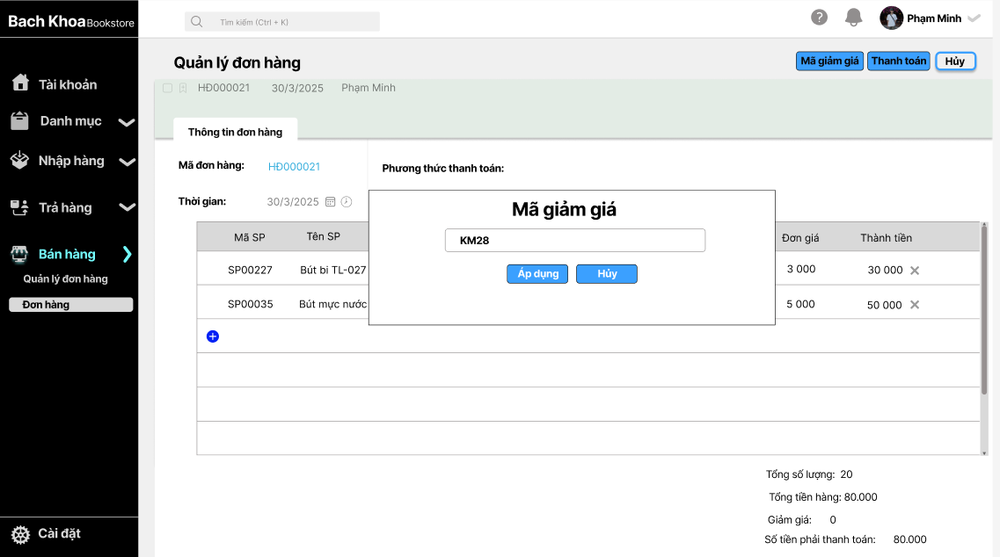 Bach Khoa Bookstore
Tìm kiếm (Ctrl + K)
?
Phạm Minh
Quản lý đơn hàng
Mã giảm giá
Thanh toán
Hủy
Tài khoản
Danh mục
Nhập hàng
Trả hàng
Bán hàng
Quản lý đơn hàng
Đơn hàng
Cài đặt
HĐ000021 30/3/2025 Phạm Minh
Thông tin đơn hàng
Mã đơn hàng: HĐ000021
Phương thức thanh toán:
Thời gian: 30/3/2025
Mã giảm giá
KM28
Áp dụng
Hủy
Mã SP Tên SP Đơn giá Thành tiền
SP00227 Bút bi TL-027 3 000 30 000
SP00035 Bút mực nước 5 000 50 000
Tổng số lượng: 20
Tổng tiền hàng: 80.000
Giảm giá: 0
Số tiền phải thanh toán: 80.000